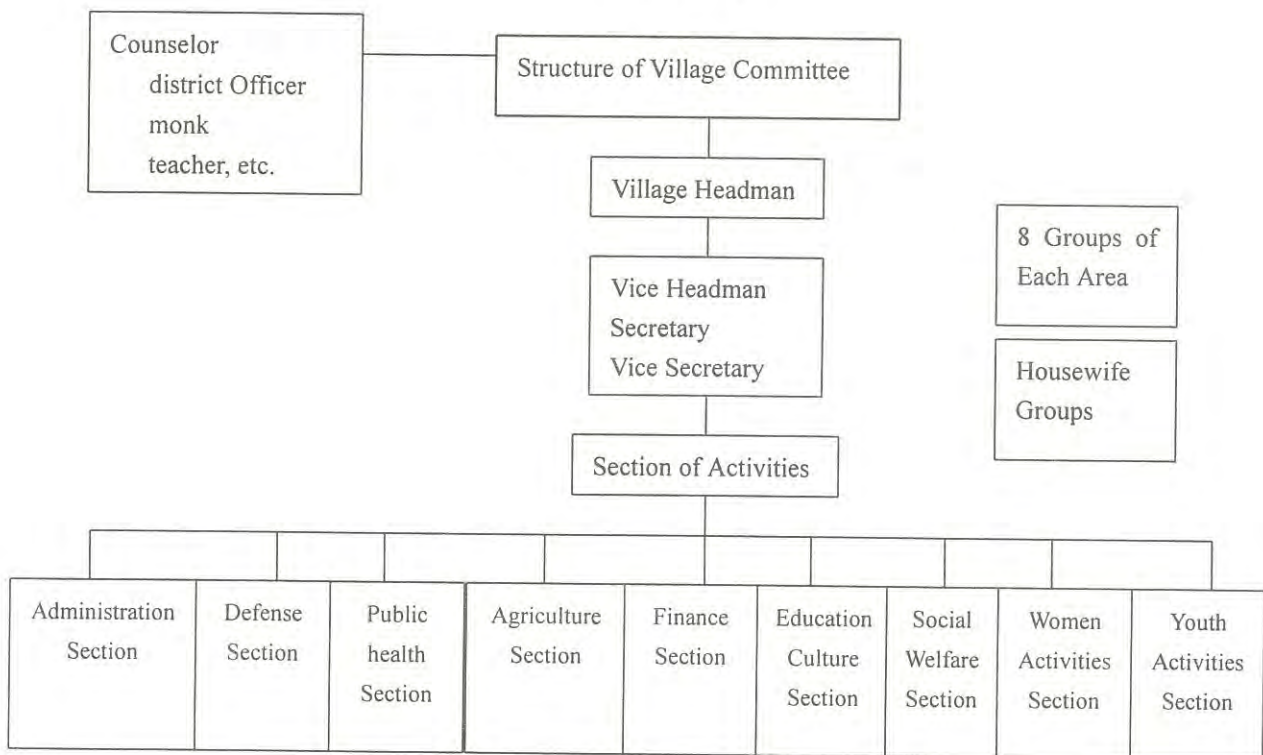 Counselor
district Officer
monk
teacher, etc.
Structure of Village Committee
Village Headman
8 Groups of
Each Area
Vice Headman
Secretary
Vice Secretary
Housewife
Groups
Section of Activities
Administration
Section
Defense
Section
Public
health
Section
Agriculture
Section
Finance
Section
Education
Culture
Section
Social
Welfare
Section
Women
Activities
Section
Youth
Activities
Section